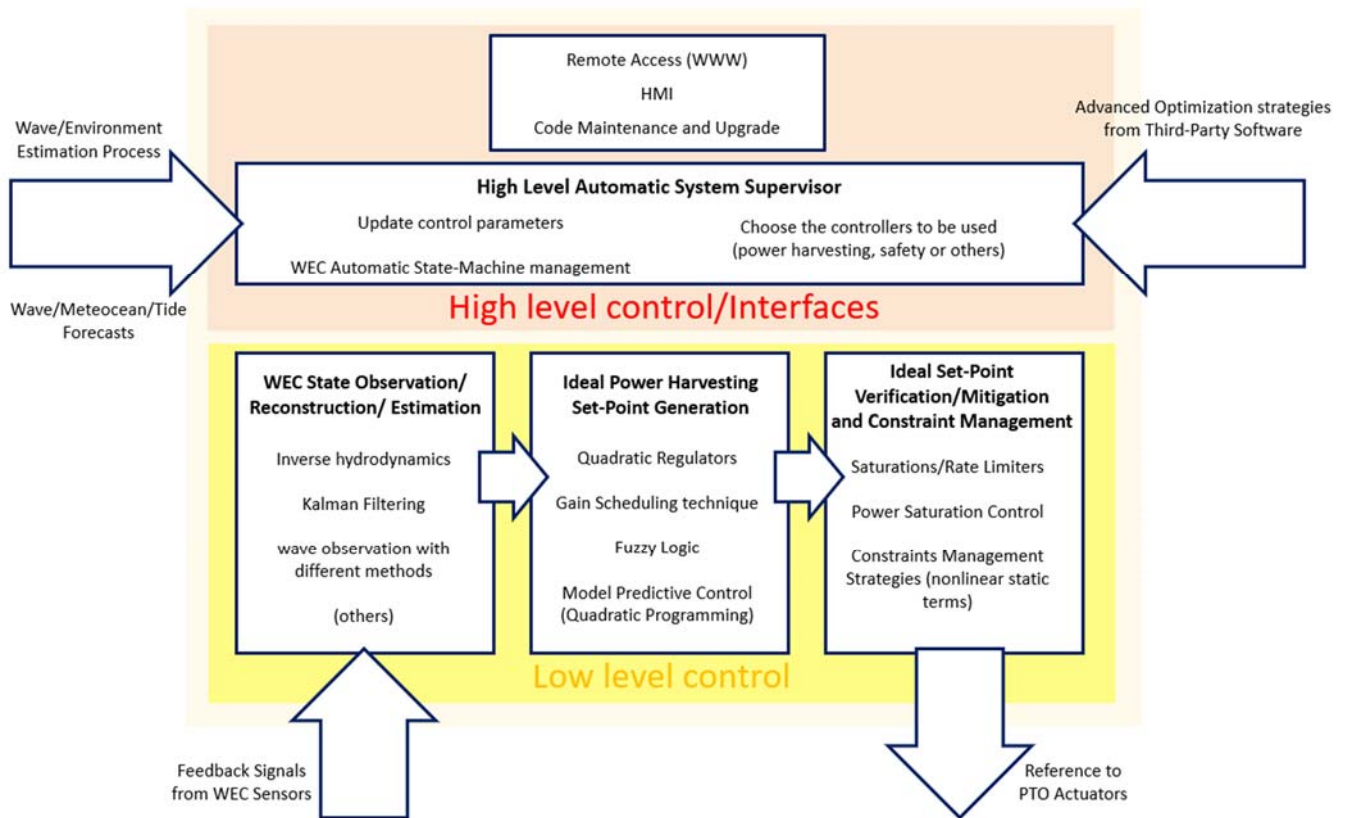 Remote Access (WWW)
HMI
Code Maintenance and Upgrade
Wave/Environment
Estimation Process
Advanced Optimization strategies
from Third-Party Software
High Level Automatic System Supervisor
Update control parameters
WEC Automatic State-Machine management
Choose the controllers to be used
(power harvesting, safety or others)
Wave/Meteocean/Tide
Forecasts
High level control/Interfaces
WEC State Observation/
Reconstruction/ Estimation
Inverse hydrodynamics
Kalman Filtering
wave observation with
different methods
(others)
Ideal Power Harvesting
Set-Point Generation
Quadratic Regulators
Gain Scheduling technique
Fuzzy Logic
Model Predictive Control
(Quadratic Programming)
Ideal Set-Point
Verification/Mitigation
and Constraint Management
Saturations/Rate Limiters
Power Saturation Control
Constraints Management
Strategies (nonlinear static
terms)
Low level control
Feedback Signals
from WEC Sensors
Reference to
PTO Actuators